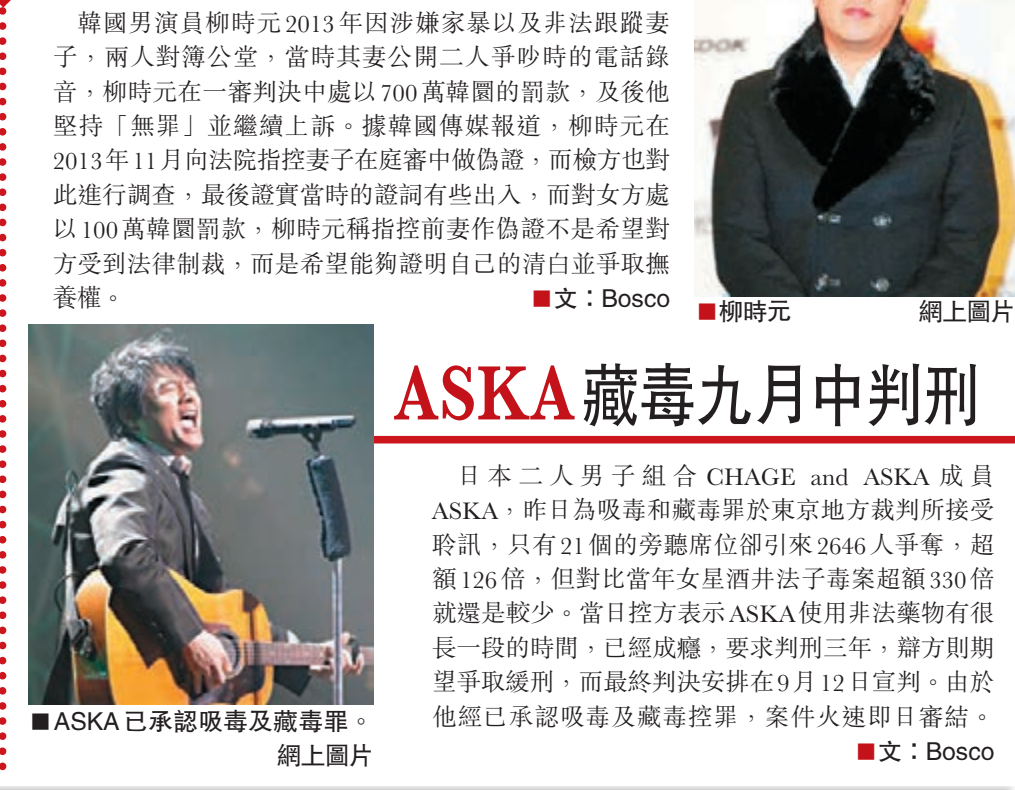 韓國男演員柳時元2013年因涉嫌家暴以及非法跟蹤妻
子，兩人對簿公堂，當時其妻公開二人爭吵時的電話錄
音，柳時元在一審判決中處以700萬韓圜的罰款，及後他
堅持「無罪」並繼續上訴。據韓國傳媒報道，柳時元在
2013年11月向法院指控妻子在庭審中做偽證，而檢方也對
此進行調查，最後證實當時的證詞有些出入，而對女方處
以100萬韓圜罰款，柳時元稱指控前妻作偽證不是希望對
方受到法律制裁，而是希望能夠證明自己的清白並爭取撫
養權。
■文：Bosco
■柳時元 網上圖片
ASKA藏毒九月中判刑
日本二人男子組合CHAGE and ASKA成員
ASKA，昨日為吸毒和藏毒罪於東京地方裁判所接受
聆訊，只有21個的旁聽席位卻引來2646人爭奪，超
額126倍，但對比當年女星酒井法子毒案超額330倍
就還是較少。當日控方表示ASKA使用非法藥物有很
長一段的時間，已經成癮，要求判刑三年，辯方則期
望爭取緩刑，而最終判決安排在9月12日宣判。由於
他經已承認吸毒及藏毒控罪，案件火速即日審結。
■文：Bosco
■ASKA已承認吸毒及藏毒罪。
網上圖片